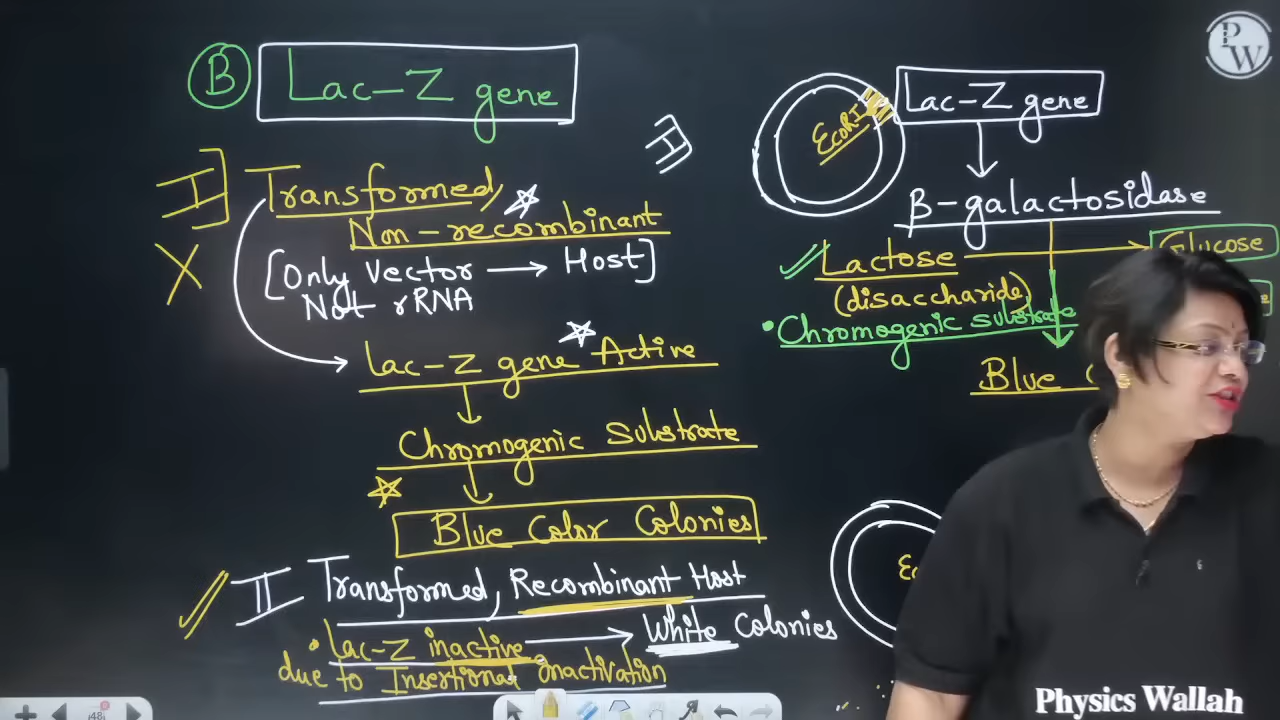 B Lac-Z gene
I Transformed,
Non-recombinant
[Only Vector → Host]
Not rRNA
X
Lac-Z gene Active
Chromogenic Substrate
Blue Color Colonies
II Transformed, Recombinant Host
• Lac-Z inactive → White Colonies
due to Insertional Inactivation
I
EcoRI
Lac-Z gene
β-galactosidase
Lactose → Glucose
(disaccharide)
• Chromogenic substrate
Blue
PW
Physics Wallah
48